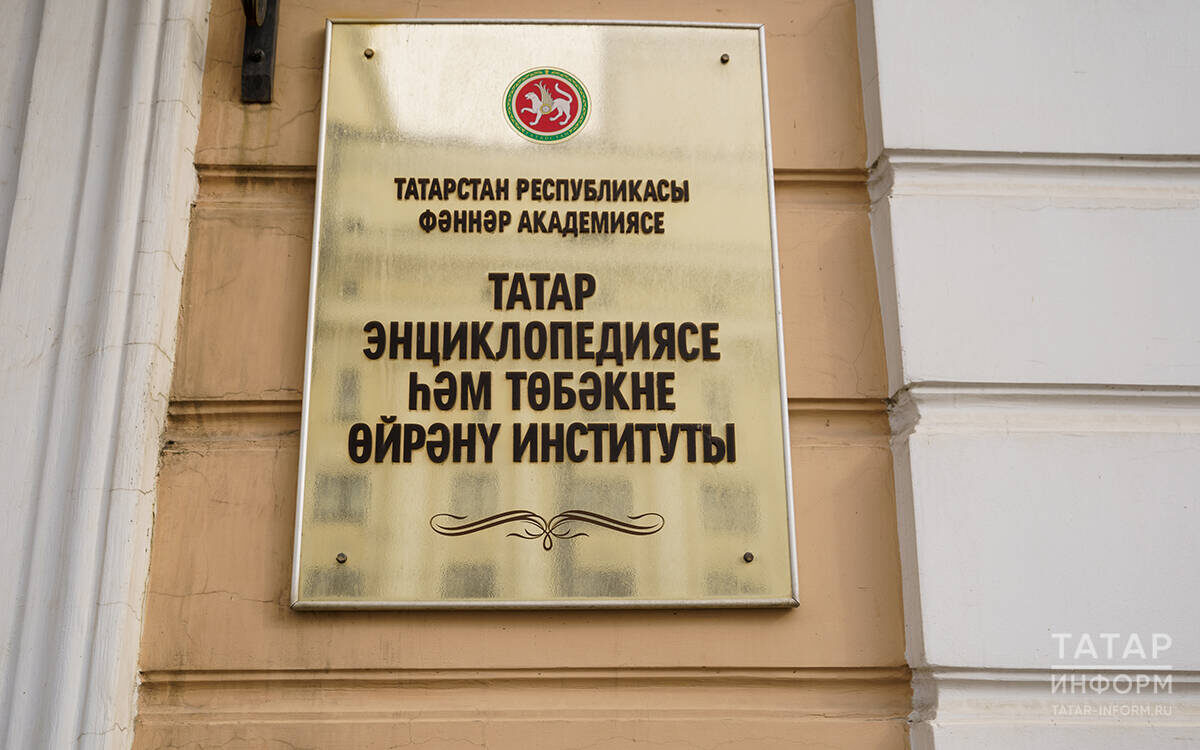 ТАТАРСТАН РЕСПУБЛИКАСЫ
ФӘННӘР АКАДЕМИЯСЕ
ТАТАР
ЭНЦИКЛОПЕДИЯСЕ
ҺӘМ ТӨБӘКНЕ
ӨЙРӘНҮ ИНСТИТУТЫ
ТАТАР
ИНФОРМ
TATAR-INFORM.RU